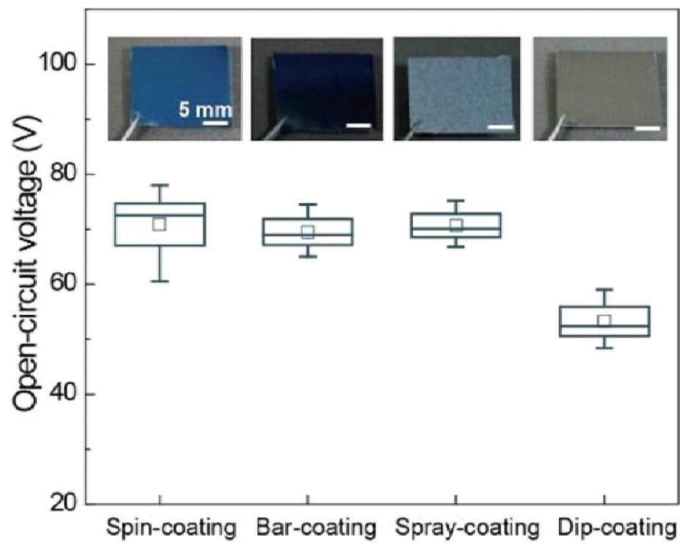 Open-circuit voltage (V)
100
80
60
40
20
5 mm
Spin-coating
Bar-coating
Spray-coating
Dip-coating